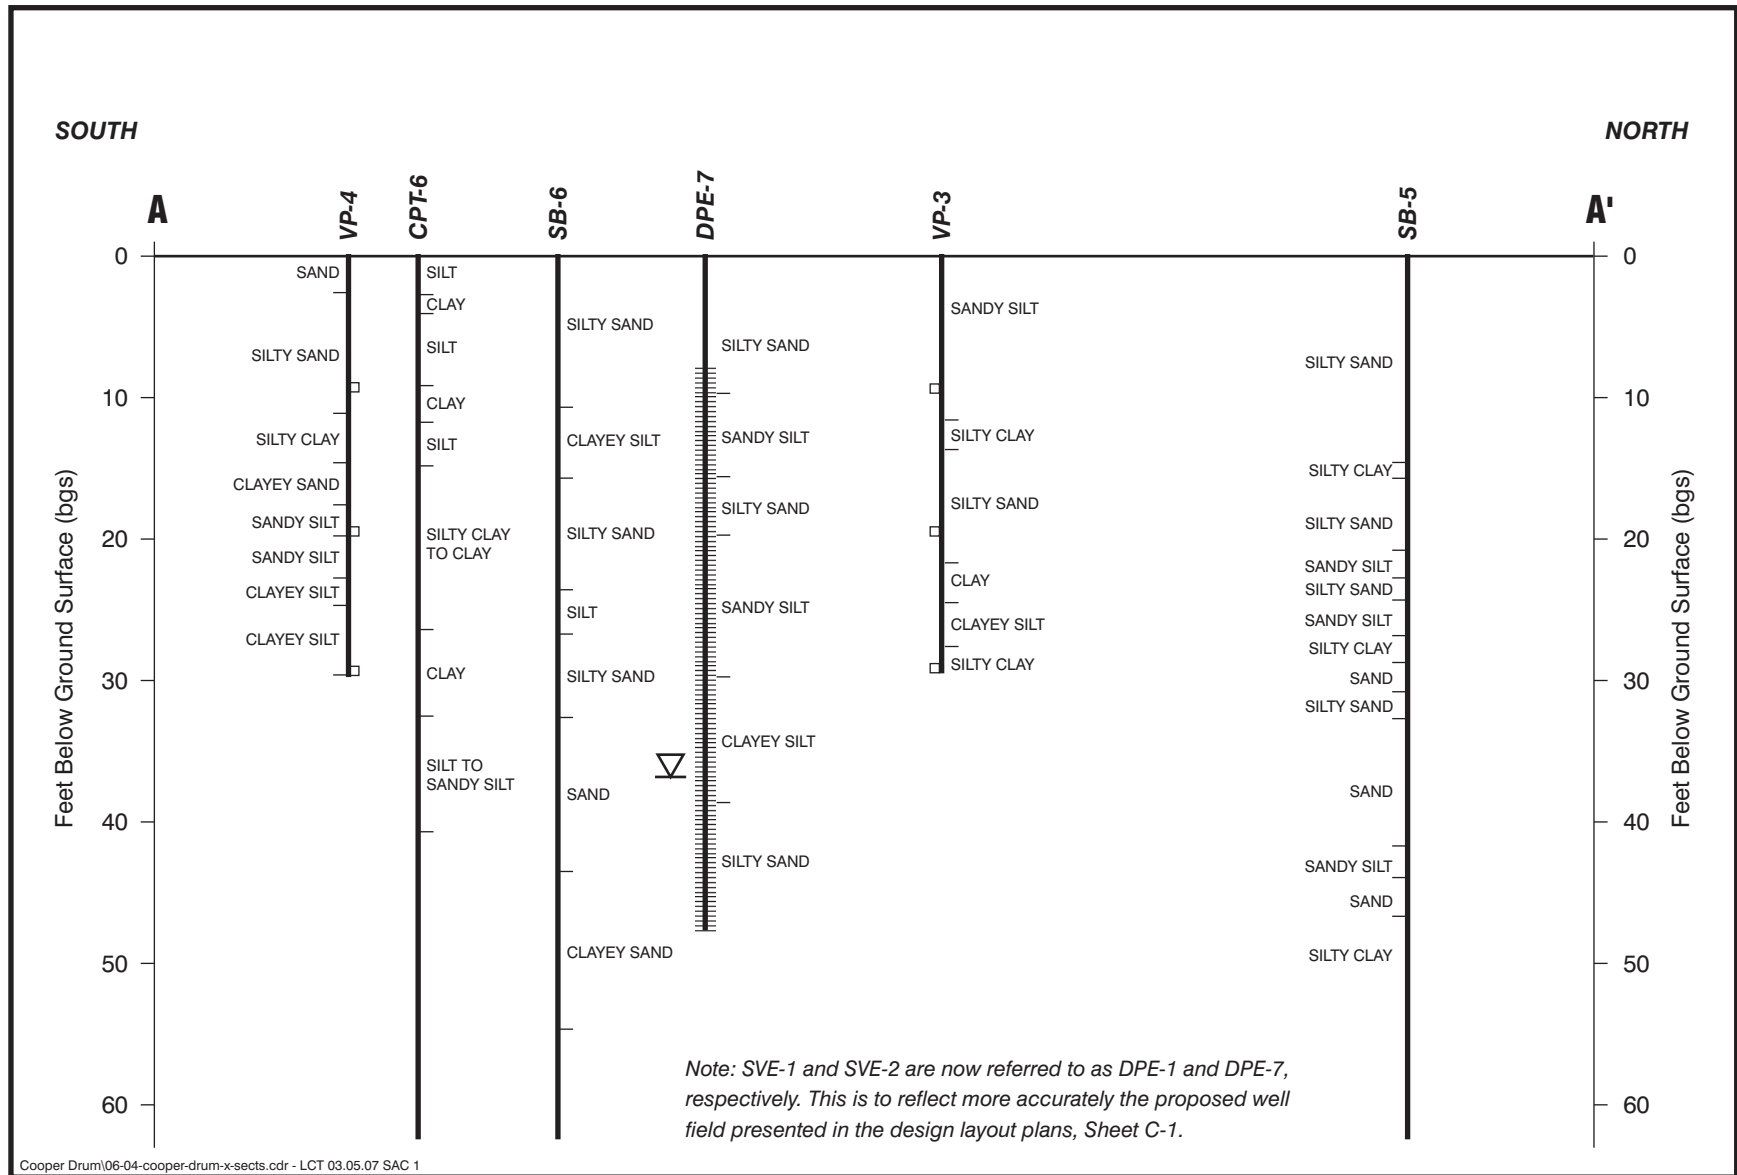 SOUTH
NORTH
A
VP-4
CPT-6
SB-6
DPE-7
VP-3
SB-5
A'
Feet Below Ground Surface (bgs)
0
10
20
30
40
50
60
SAND
SILTY SAND
SILTY CLAY
CLAYEY SAND
SANDY SILT
SANDY SILT
CLAYEY SILT
CLAYEY SILT
SILT
CLAY
SILT
CLAY
SILT
SILTY CLAY
TO CLAY
CLAY
SILT TO
SANDY SILT
SILTY SAND
CLAYEY SILT
SILTY SAND
SILT
SILTY SAND
SAND
CLAYEY SAND
SILTY SAND
SANDY SILT
SILTY SAND
SANDY SILT
CLAYEY SILT
SILTY SAND
SANDY SILT
SILTY CLAY
SILTY SAND
CLAY
CLAYEY SILT
SILTY CLAY
SILTY SAND
SILTY CLAY
SILTY SAND
SANDY SILT
SILTY SAND
SANDY SILT
SILTY CLAY
SAND
SILTY SAND
SAND
SANDY SILT
SAND
SILTY CLAY
0
10
20
30
40
50
60
Feet Below Ground Surface (bgs)
Note: SVE-1 and SVE-2 are now referred to as DPE-1 and DPE-7,
respectively. This is to reflect more accurately the proposed well
field presented in the design layout plans, Sheet C-1.
Cooper Drum\06-04-cooper-drum-x-sects.cdr - LCT 03.05.07 SAC 1